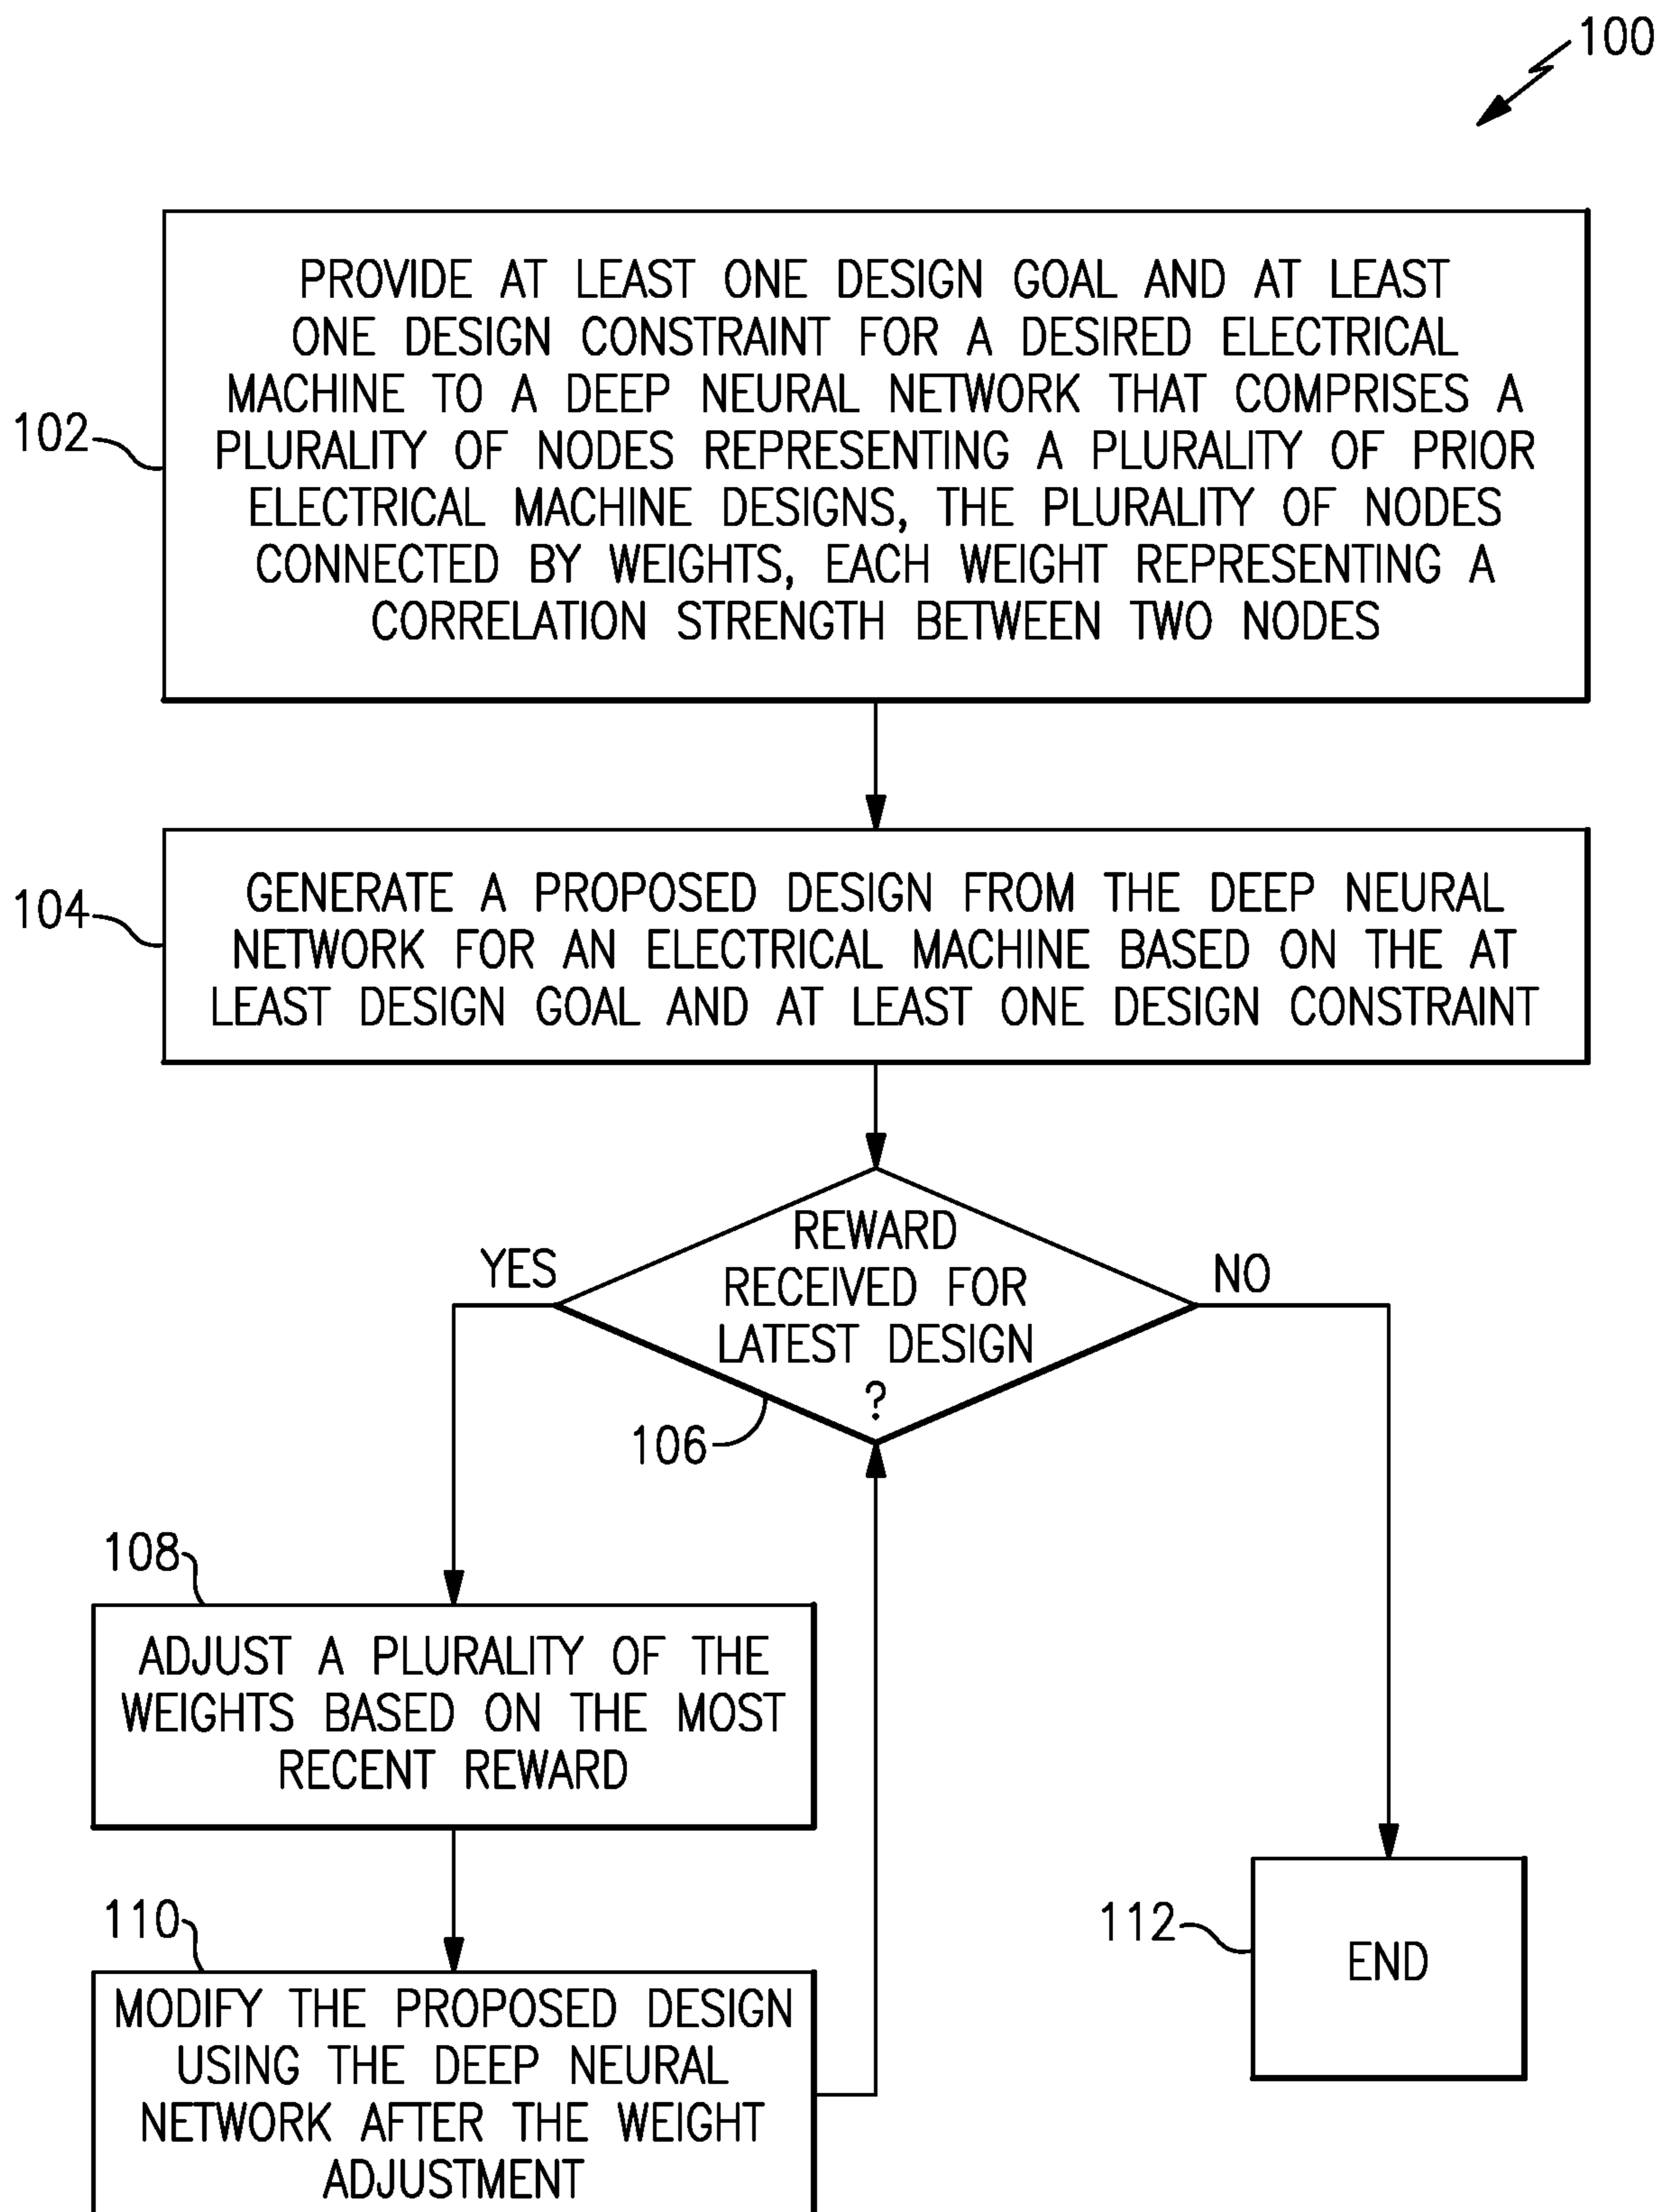 100
PROVIDE AT LEAST ONE DESIGN GOAL AND AT LEAST
ONE DESIGN CONSTRAINT FOR A DESIRED ELECTRICAL
MACHINE TO A DEEP NEURAL NETWORK THAT COMPRISES A
PLURALITY OF NODES REPRESENTING A PLURALITY OF PRIOR
ELECTRICAL MACHINE DESIGNS, THE PLURALITY OF NODES
CONNECTED BY WEIGHTS, EACH WEIGHT REPRESENTING A
CORRELATION STRENGTH BETWEEN TWO NODES
102
GENERATE A PROPOSED DESIGN FROM THE DEEP NEURAL
NETWORK FOR AN ELECTRICAL MACHINE BASED ON THE AT
LEAST DESIGN GOAL AND AT LEAST ONE DESIGN CONSTRAINT
104
REWARD
RECEIVED FOR
LATEST DESIGN
?
YES
NO
106
108
ADJUST A PLURALITY OF THE
WEIGHTS BASED ON THE MOST
RECENT REWARD
110
MODIFY THE PROPOSED DESIGN
USING THE DEEP NEURAL
NETWORK AFTER THE WEIGHT
ADJUSTMENT
112
END